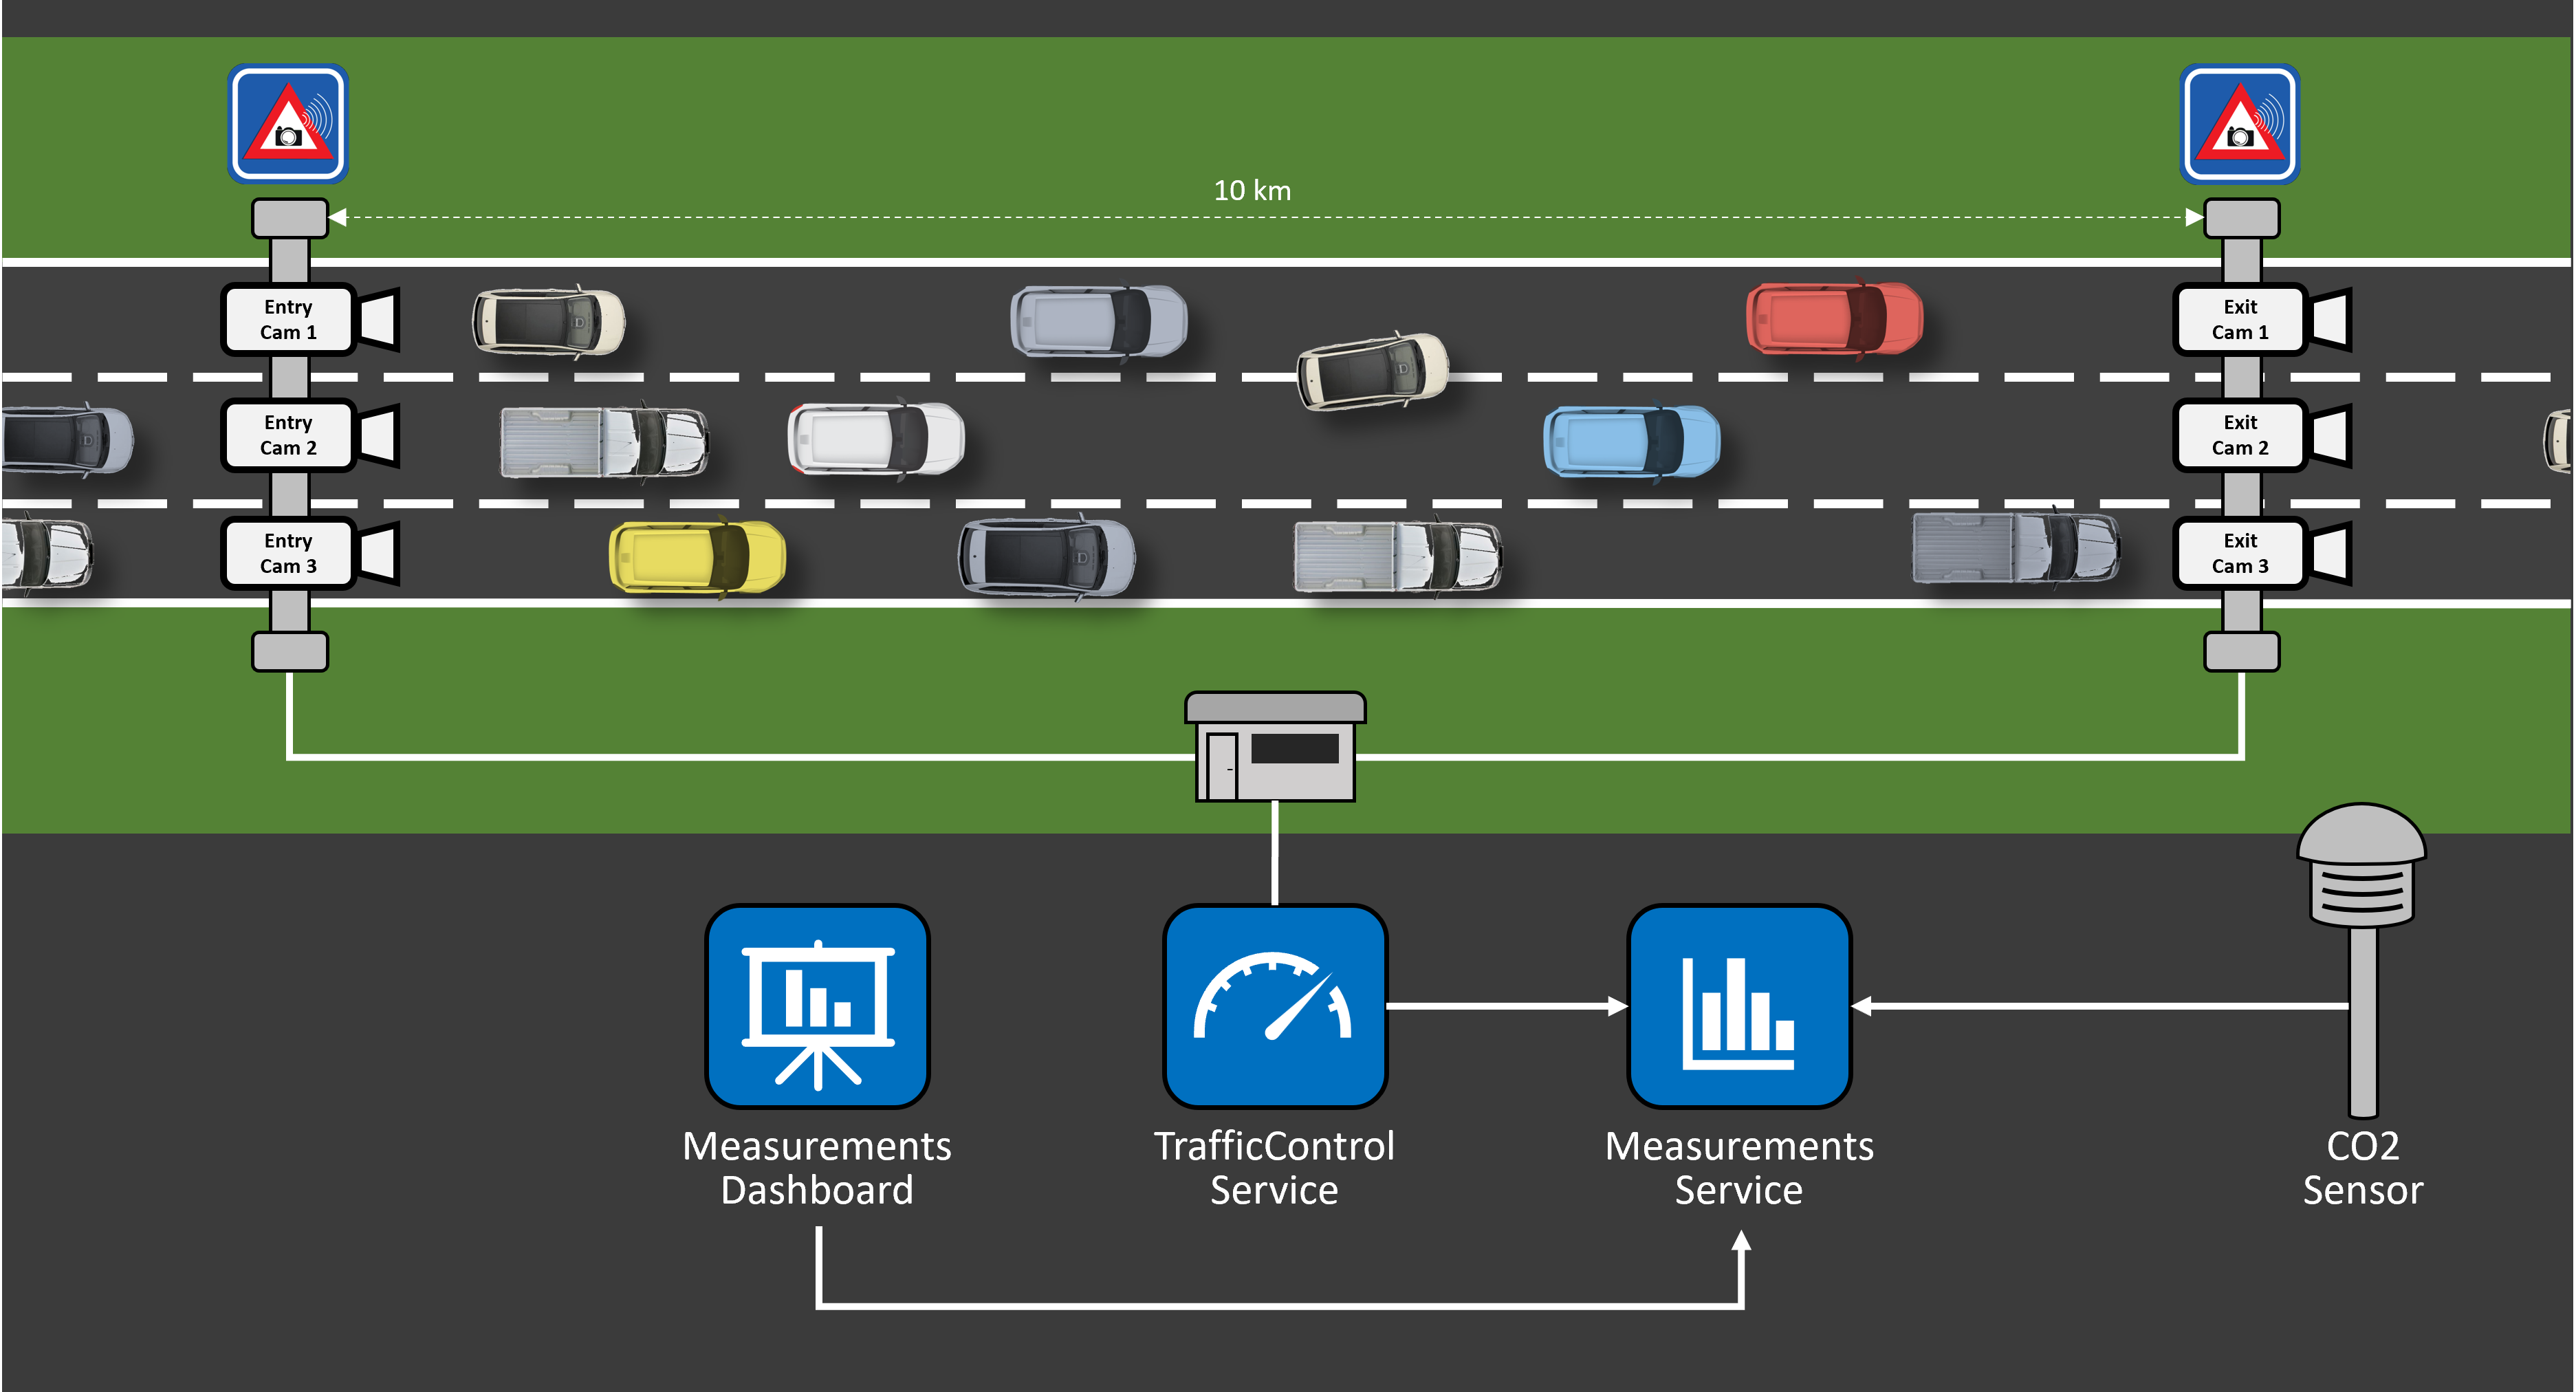 10 km
Entry
Cam 1
Exit
Cam 1
Entry
Cam 2
Exit
Cam 2
Entry
Cam 3
Exit
Cam 3
Measurements
Dashboard
TrafficControl
Service
Measurements
Service
CO2
Sensor